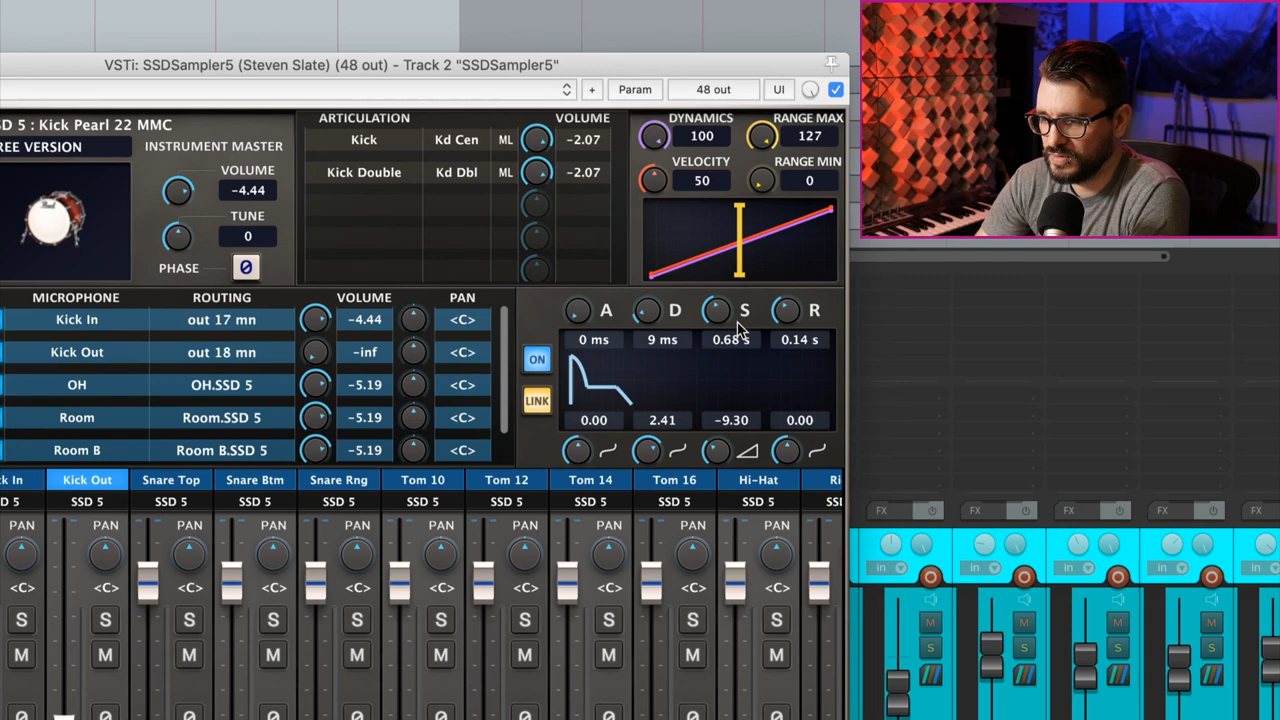 VSTi: SSDSampler5 (Steven Slate) (48 out) - Track 2 "SSDSampler5"
+ Param 48 out UI
D 5 : Kick Pearl 22 MMC
REE VERSION
INSTRUMENT MASTER
VOLUME
-4.44
TUNE
0
PHASE
Ø
ARTICULATION VOLUME
Kick Kd Cen ML -2.07
Kick Double Kd Dbl ML -2.07
DYNAMICS RANGE MAX
100 127
VELOCITY RANGE MIN
50 0
MICROPHONE ROUTING VOLUME PAN
Kick In out 17 mn -4.44 <C>
Kick Out out 18 mn -inf <C>
OH OH.SSD 5 -5.19 <C>
Room Room.SSD 5 -5.19 <C>
Room B Room B.SSD 5 -5.19 <C>
A D S R
0 ms 9 ms 0.68 s 0.14 s
ON
LINK
0.00 2.41 -9.30 0.00
k In Kick Out Snare Top Snare Btm Snare Rng Tom 10 Tom 12 Tom 14 Tom 16 Hi-Hat Ri
D 5 SSD 5 SSD 5 SSD 5 SSD 5 SSD 5 SSD 5 SSD 5 SSD 5 SSD 5 SSI
PAN PAN PAN PAN PAN PAN PAN PAN PAN PAN
<C> <C> <C> <C> <C> <C> <C> <C> <C> <C>
S S S S S S S S S S
M M M M M M M M M M
Ø Ø Ø Ø Ø Ø Ø Ø Ø Ø
FX FX FX FX FX
in in in in in
M M M M
S S S S